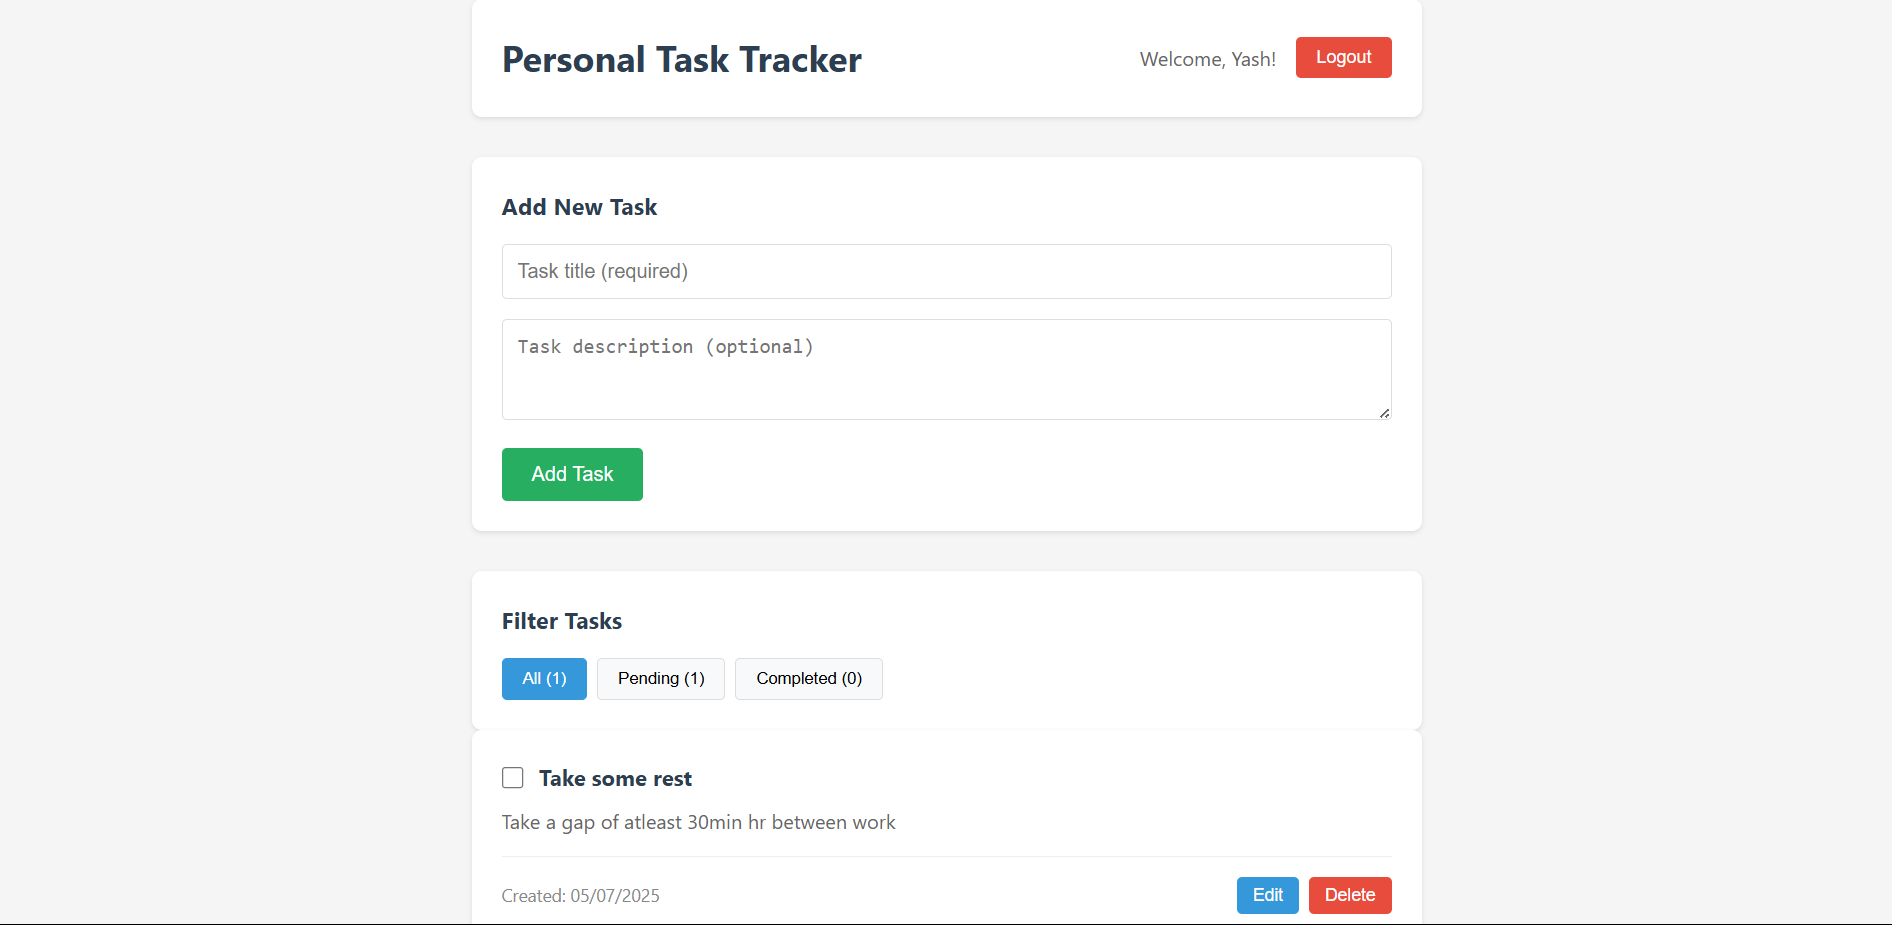 Personal Task Tracker
Welcome, Yash!
Logout
Add New Task
Task title (required)
Task description (optional)
Add Task
Filter Tasks
All (1)
Pending (1)
Completed (0)
Take some rest
Take a gap of atleast 30min hr between work
Created: 05/07/2025
Edit
Delete